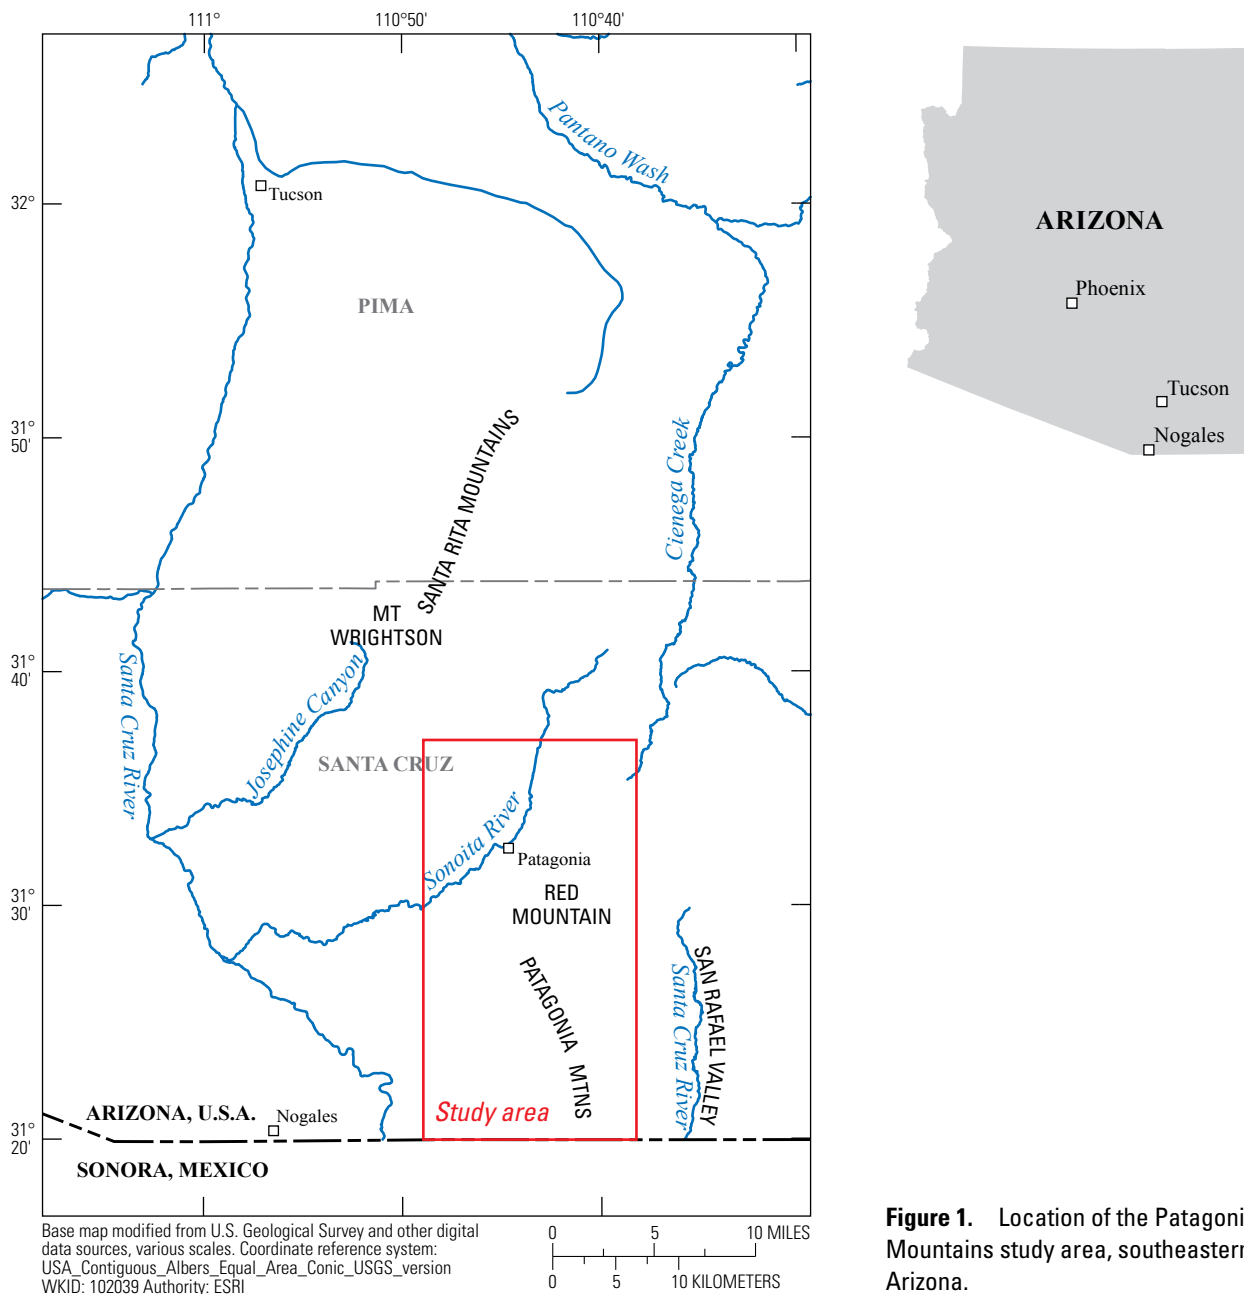 111°
110°50'
110°40'
Pantano Wash
32°
Tucson
PIMA
ARIZONA
Phoenix
Tucson
Nogales
31°
50'
SANTA RITA MOUNTAINS
Cienega Creek
MT
WRIGHTSON
31°
40'
Santa Cruz River
Josephine Canyon
SANTA CRUZ
Sonoita River
Patagonia
31°
30'
RED
MOUNTAIN
PATAGONIA MTNS
Santa Cruz River
SAN RAFAEL VALLEY
Study area
ARIZONA, U.S.A.
Nogales
31°
20'
SONORA, MEXICO
Base map modified from U.S. Geological Survey and other digital
data sources, various scales. Coordinate reference system:
USA_Contiguous_Albers_Equal_Area_Conic_USGS_version
WKID: 102039 Authority: ESRI
0 5 10 MILES
0 5 10 KILOMETERS
Figure 1. Location of the Patagoni
Mountains study area, southeastern
Arizona.